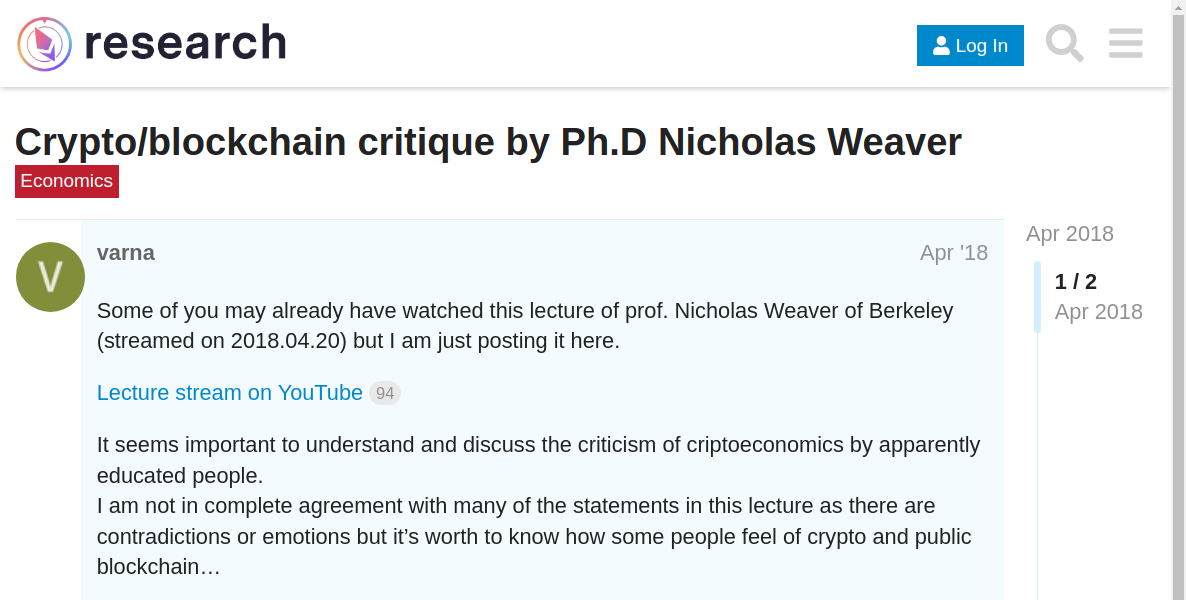 research
Log In
Crypto/blockchain critique by Ph.D Nicholas Weaver
Economics
Apr 2018
V
varna
Apr '18
1 / 2
Apr 2018
Some of you may already have watched this lecture of prof. Nicholas Weaver of Berkeley
(streamed on 2018.04.20) but I am just posting it here.
Lecture stream on YouTube 94
It seems important to understand and discuss the criticism of criptoeconomics by apparently
educated people.
I am not in complete agreement with many of the statements in this lecture as there are
contradictions or emotions but it’s worth to know how some people feel of crypto and public
blockchain…